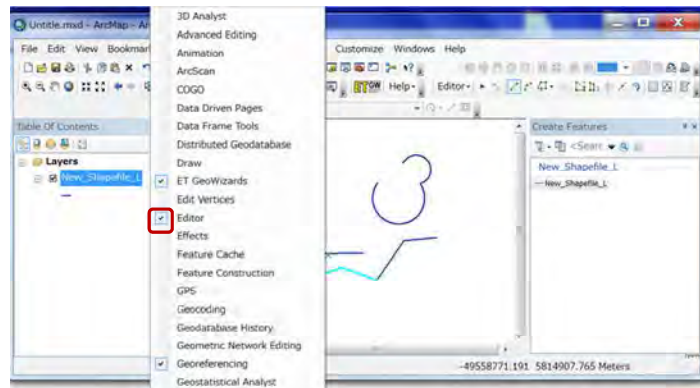 Untitle.mxd - ArcMap - Ar
File Edit View Bookmar
Customize Windows Help
Help
Editor
Table Of Contents
Layers
New_Shapefile_L
3D Analyst
Advanced Editing
Animation
ArcScan
COGO
Data Driven Pages
Data Frame Tools
Distributed Geodatabase
Draw
ET GeoWizards
Edit Vertices
Editor
Effects
Feature Cache
Feature Construction
GPS
Geocoding
Geodatabase History
Geometric Network Editing
Georeferencing
Geostatistical Analyst
Create Features
<Searc
New_Shapefile_L
New_Shapefile_L
-49558771.191 5814907.765 Meters